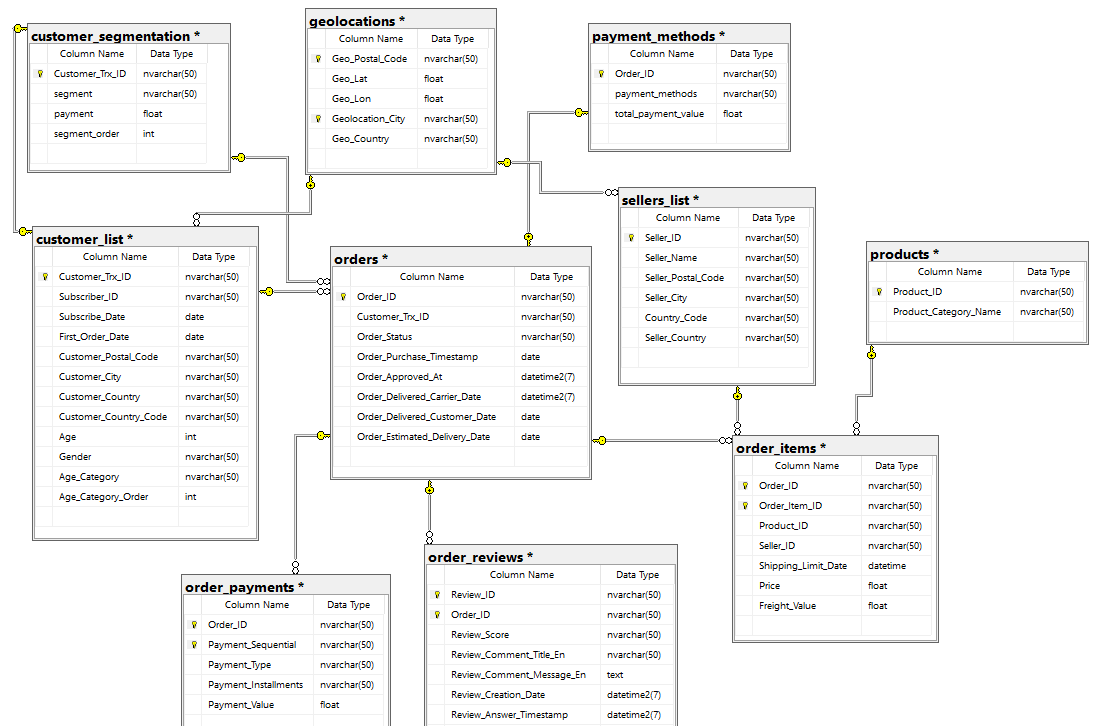 customer_segmentation *
Column Name Data Type
Customer_Trx_ID nvarchar(50)
segment nvarchar(50)
payment float
segment_order int
geolocations *
Column Name Data Type
Geo_Postal_Code nvarchar(50)
Geo_Lat float
Geo_Lon float
Geolocation_City nvarchar(50)
Geo_Country nvarchar(50)
payment_methods *
Column Name Data Type
Order_ID nvarchar(50)
payment_methods nvarchar(50)
total_payment_value float
sellers_list *
Column Name Data Type
Seller_ID nvarchar(50)
Seller_Name nvarchar(50)
Seller_Postal_Code nvarchar(50)
Seller_City nvarchar(50)
Country_Code nvarchar(50)
Seller_Country nvarchar(50)
customer_list *
Column Name Data Type
Customer_Trx_ID nvarchar(50)
Subscriber_ID nvarchar(50)
Subscribe_Date date
First_Order_Date date
Customer_Postal_Code nvarchar(50)
Customer_City nvarchar(50)
Customer_Country nvarchar(50)
Customer_Country_Code nvarchar(50)
Age int
Gender nvarchar(50)
Age_Category nvarchar(50)
Age_Category_Order int
orders *
Column Name Data Type
Order_ID nvarchar(50)
Customer_Trx_ID nvarchar(50)
Order_Status nvarchar(50)
Order_Purchase_Timestamp date
Order_Approved_At datetime2(7)
Order_Delivered_Carrier_Date datetime2(7)
Order_Delivered_Customer_Date date
Order_Estimated_Delivery_Date date
products *
Column Name Data Type
Product_ID nvarchar(50)
Product_Category_Name nvarchar(50)
order_items *
Column Name Data Type
Order_ID nvarchar(50)
Order_Item_ID nvarchar(50)
Product_ID nvarchar(50)
Seller_ID nvarchar(50)
Shipping_Limit_Date datetime
Price float
Freight_Value float
order_payments *
Column Name Data Type
Order_ID nvarchar(50)
Payment_Sequential nvarchar(50)
Payment_Type nvarchar(50)
Payment_Installments nvarchar(50)
Payment_Value float
order_reviews *
Column Name Data Type
Review_ID nvarchar(50)
Order_ID nvarchar(50)
Review_Score nvarchar(50)
Review_Comment_Title_En nvarchar(50)
Review_Comment_Message_En text
Review_Creation_Date datetime2(7)
Review_Answer_Timestamp datetime2(7)